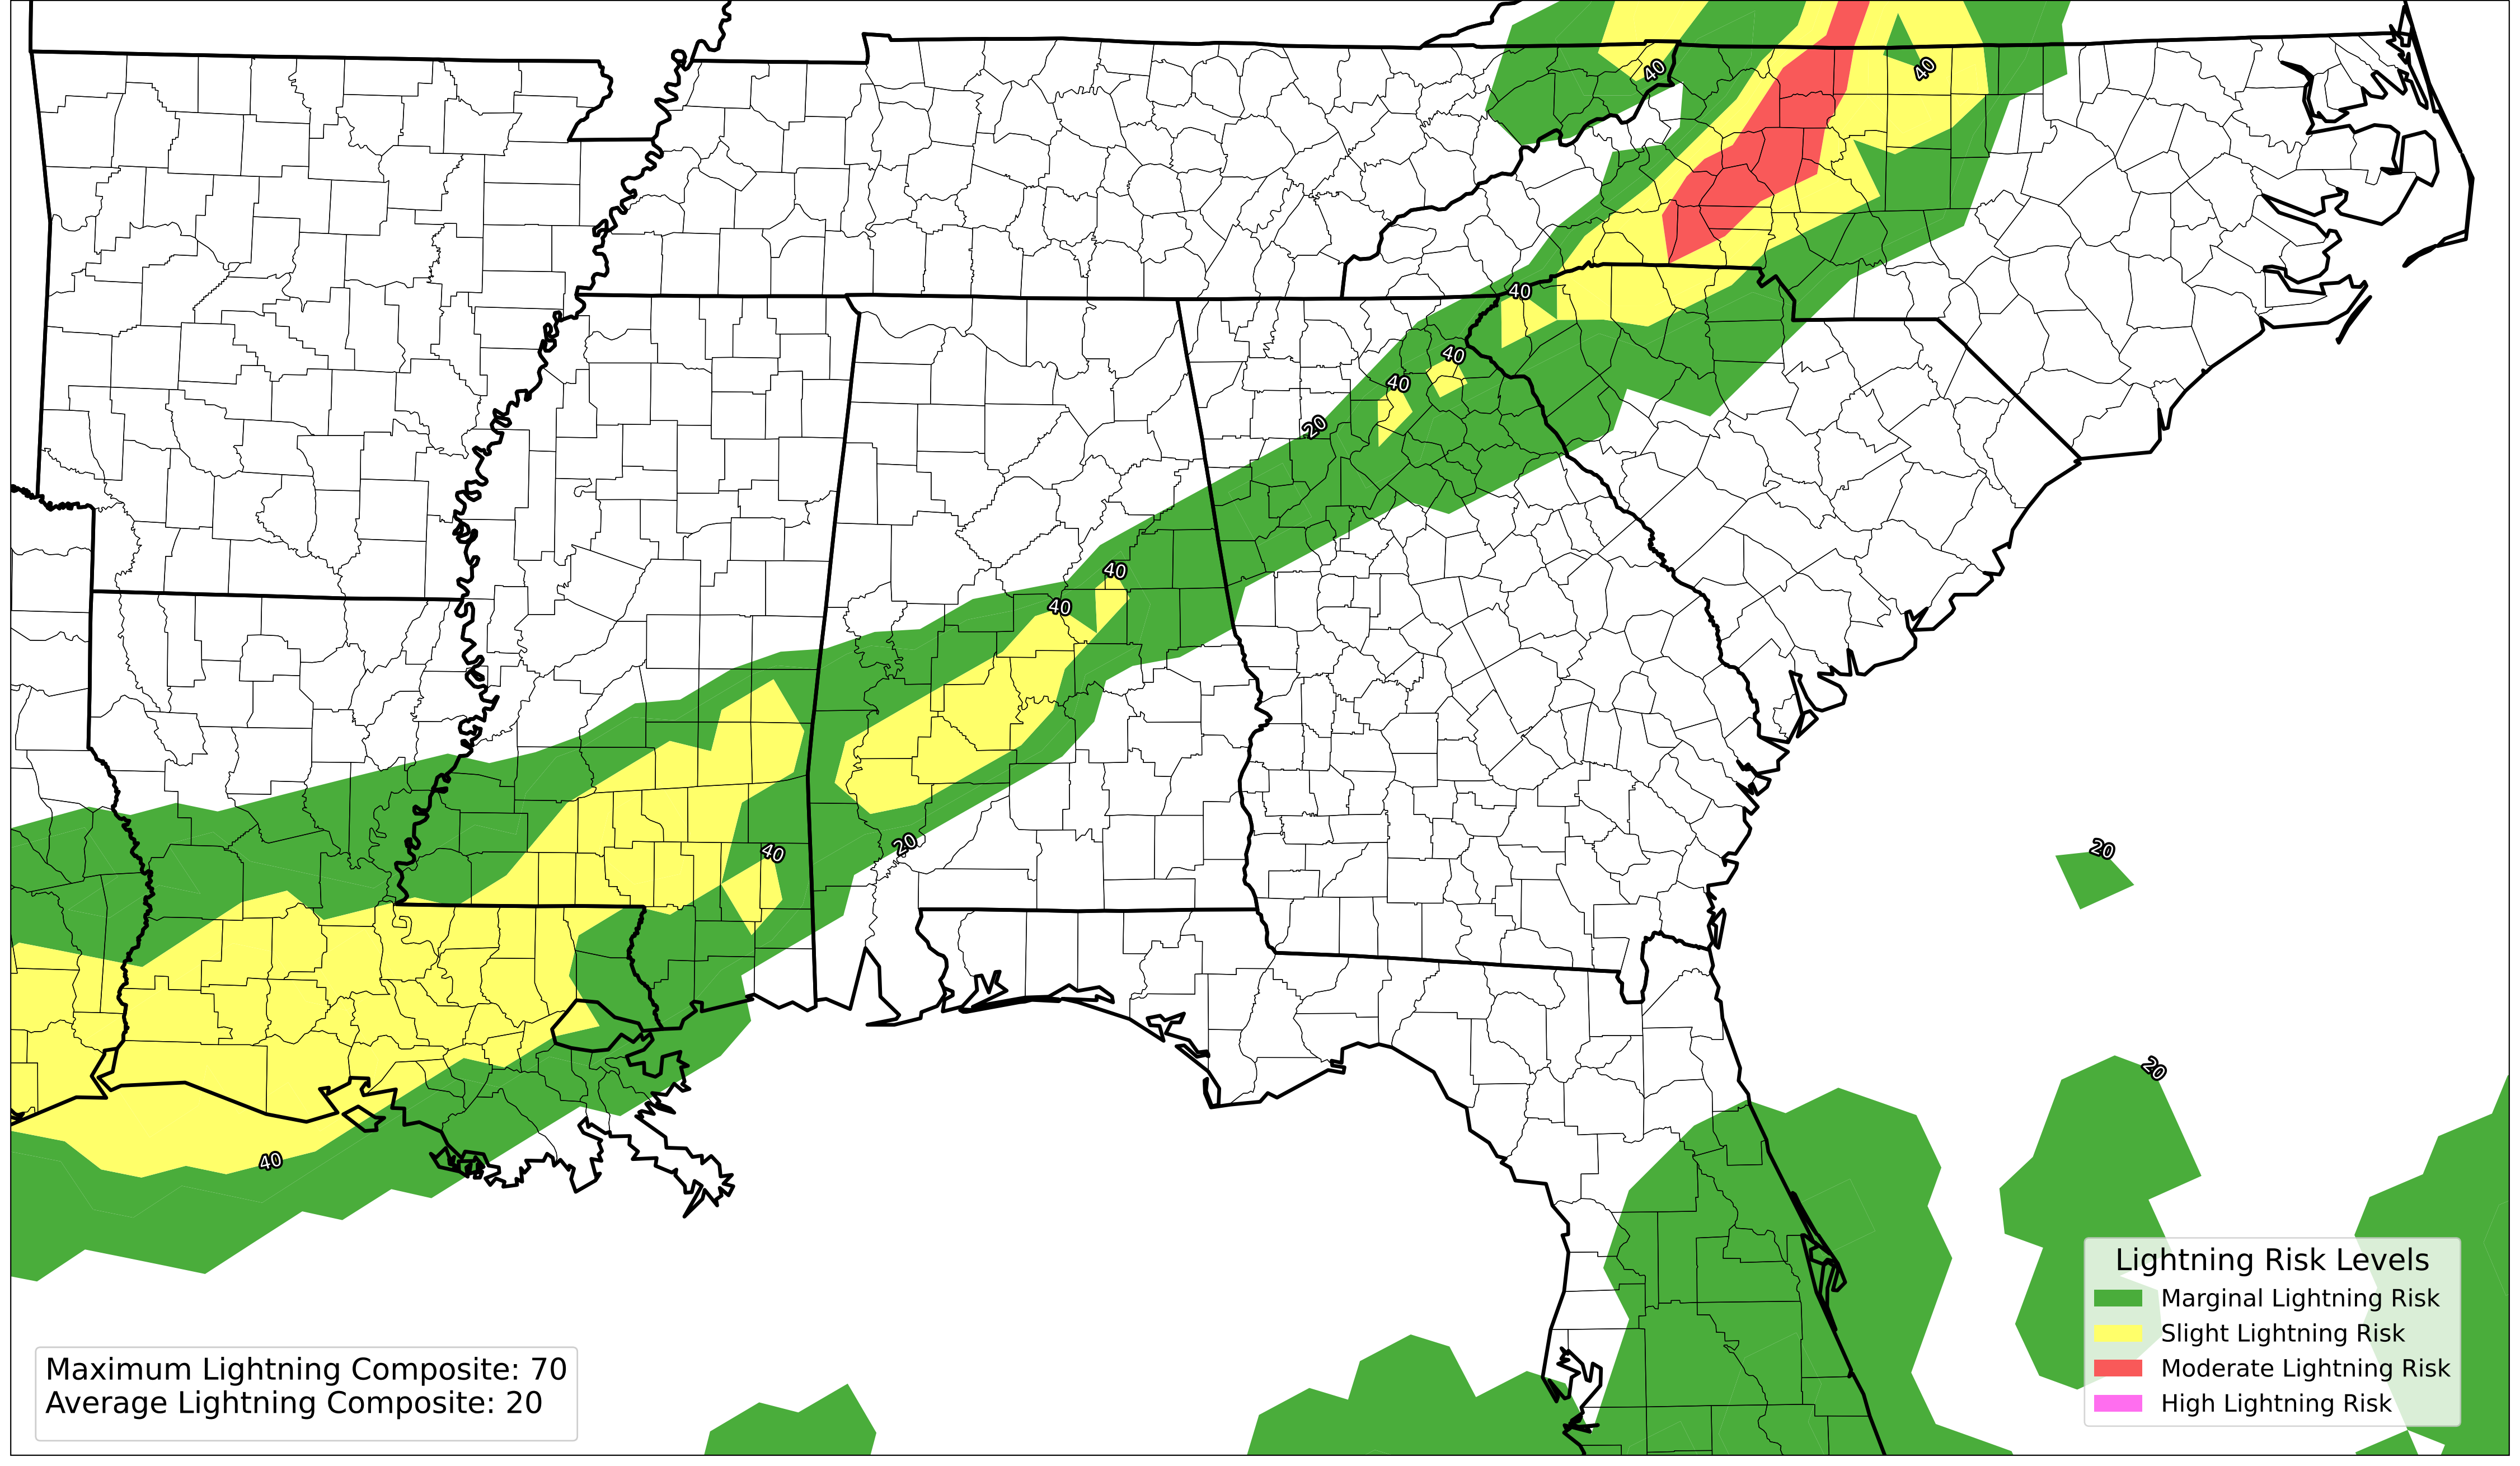 40
40
40
40
40
20
40
40
20
40
20
20
40
Lightning Risk Levels
Marginal Lightning Risk
Slight Lightning Risk
Moderate Lightning Risk
High Lightning Risk
Maximum Lightning Composite: 70
Average Lightning Composite: 20